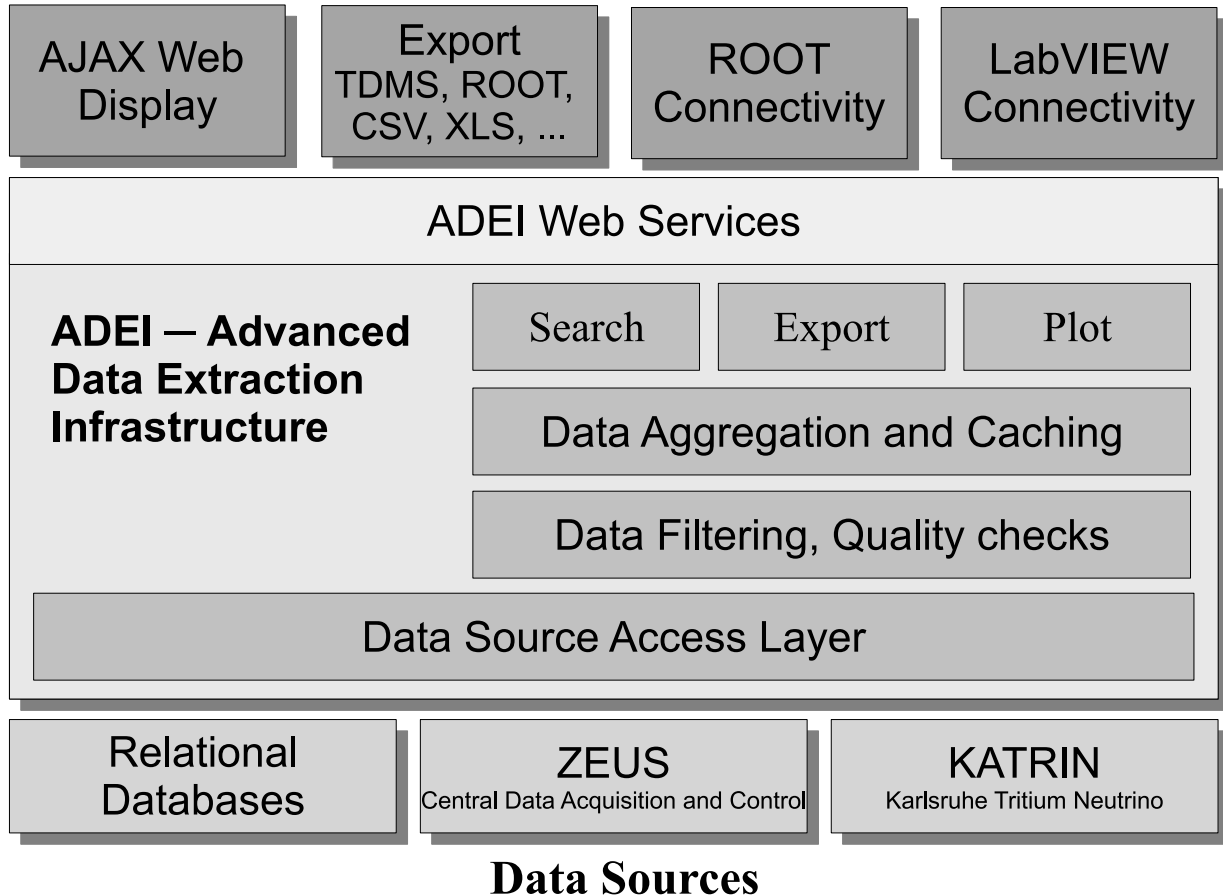 AJAX Web
Display
Export
TDMS, ROOT,
CSV, XLS, ...
ROOT
Connectivity
LabVIEW
Connectivity
ADEI Web Services
ADEI — Advanced
Data Extraction
Infrastructure
Search
Export
Plot
Data Aggregation and Caching
Data Filtering, Quality checks
Data Source Access Layer
Relational
Databases
ZEUS
Central Data Acquisition and Control
KATRIN
Karlsruhe Tritium Neutrino
Data Sources